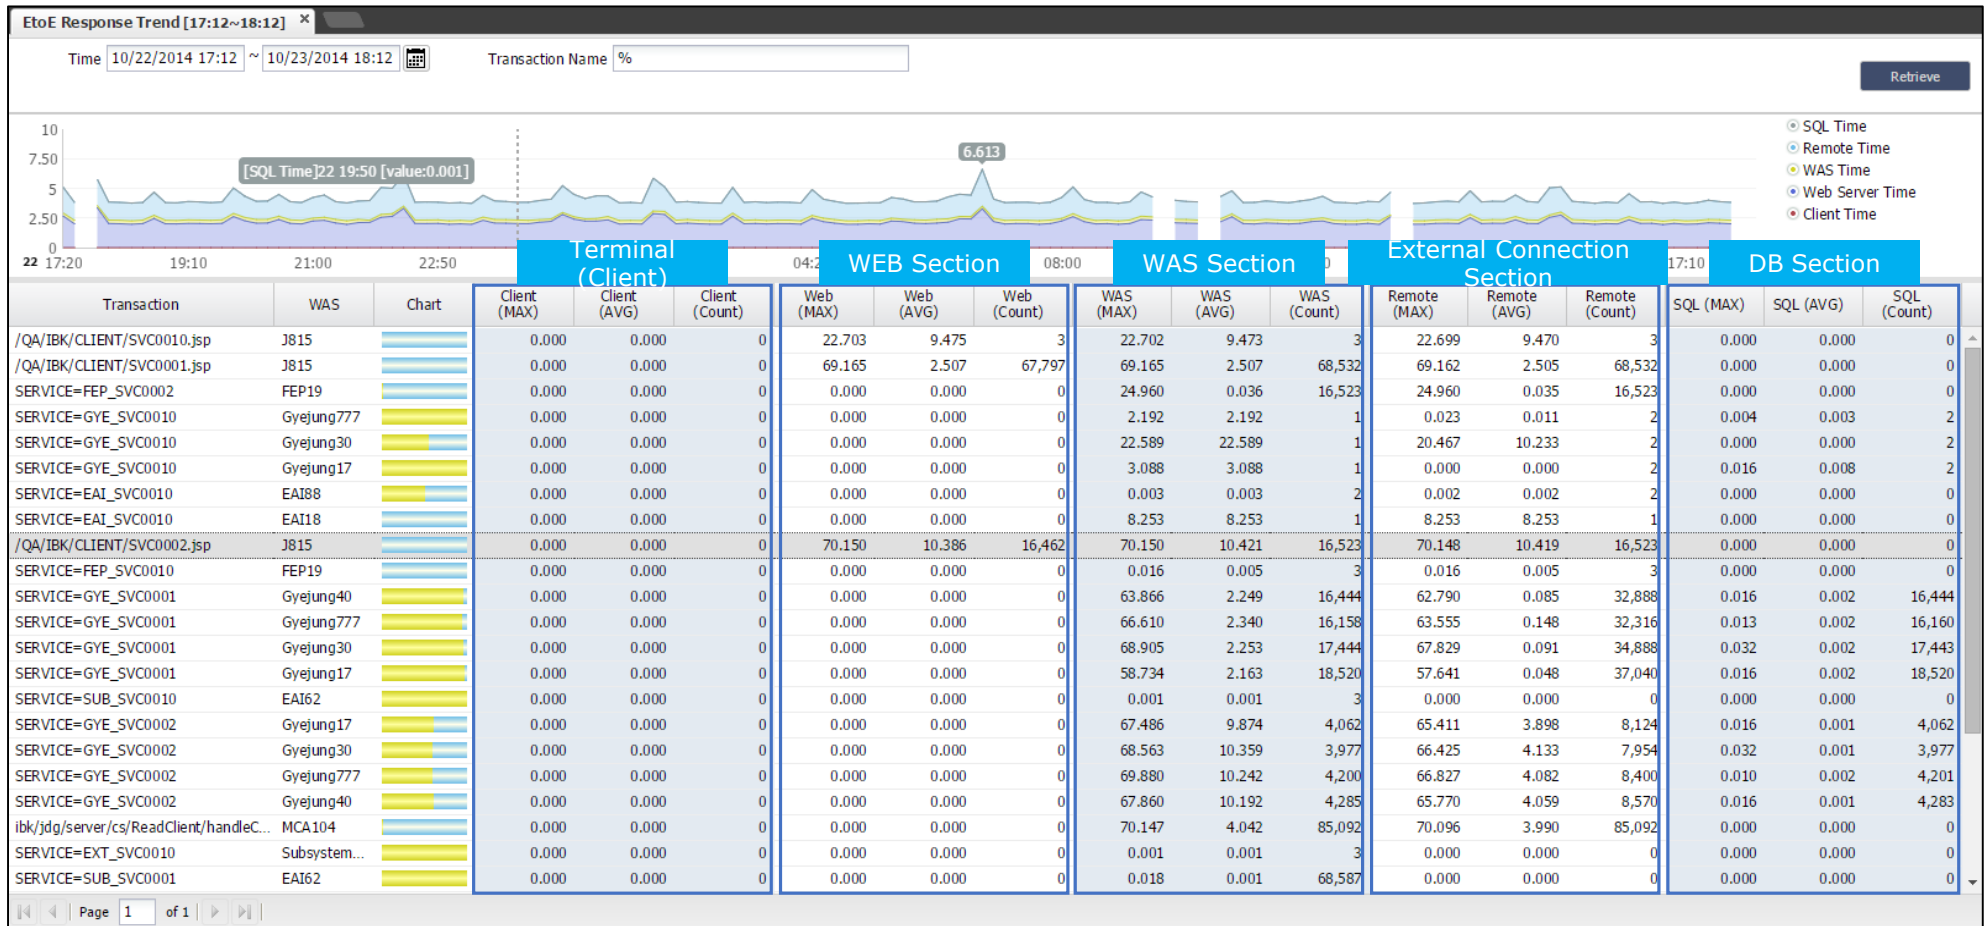 EtoE Response Trend [17:12~18:12] ×
Time 10/22/2014 17:12 ~ 10/23/2014 18:12 Transaction Name %
Retrieve
10
7.50
5
2.50
0
[SQL Time]22 19:50 [value:0.001]
6.613
SQL Time
Remote Time
WAS Time
Web Server Time
Client Time
22 17:20 19:10 21:00 22:50 08:00 17:10
Terminal (Client)
WEB Section
WAS Section
External Connection Section
DB Section
Transaction WAS Chart Client (MAX) Client (AVG) Client (Count) Web (MAX) Web (AVG) Web (Count) WAS (MAX) WAS (AVG) WAS (Count) Remote (MAX) Remote (AVG) Remote (Count) SQL (MAX) SQL (AVG) SQL (Count)
/QA/IBK/CLIENT/SVC0010.jsp J815 0.000 0.000 0 22.703 9.475 3 22.702 9.473 3 22.699 9.470 3 0.000 0.000 0
/QA/IBK/CLIENT/SVC0001.jsp J815 0.000 0.000 0 69.165 2.507 67,797 69.165 2.507 68,532 69.162 2.505 68,532 0.000 0.000 0
SERVICE=FEP_SVC0002 FEP19 0.000 0.000 0 0.000 0.000 0 24.960 0.036 16,523 24.960 0.035 16,523 0.000 0.000 0
SERVICE=GYE_SVC0010 Gyejung777 0.000 0.000 0 0.000 0.000 0 2.192 2.192 1 0.023 0.011 2 0.004 0.003 2
SERVICE=GYE_SVC0010 Gyejung30 0.000 0.000 0 0.000 0.000 0 22.589 22.589 1 20.467 10.233 2 0.000 0.000 2
SERVICE=GYE_SVC0010 Gyejung17 0.000 0.000 0 0.000 0.000 0 3.088 3.088 1 0.000 0.000 2 0.016 0.008 2
SERVICE=EAI_SVC0010 EAI88 0.000 0.000 0 0.000 0.000 0 0.003 0.003 2 0.002 0.002 2 0.000 0.000 0
SERVICE=EAI_SVC0010 EAI18 0.000 0.000 0 0.000 0.000 0 8.253 8.253 1 8.253 8.253 1 0.000 0.000 0
/QA/IBK/CLIENT/SVC0002.jsp J815 0.000 0.000 0 70.150 10.386 16,462 70.150 10.421 16,523 70.148 10.419 16,523 0.000 0.000 0
SERVICE=FEP_SVC0010 FEP19 0.000 0.000 0 0.000 0.000 0 0.016 0.005 3 0.016 0.005 3 0.000 0.000 0
SERVICE=GYE_SVC0001 Gyejung40 0.000 0.000 0 0.000 0.000 0 63.866 2.249 16,444 62.790 0.085 32,888 0.016 0.002 16,444
SERVICE=GYE_SVC0001 Gyejung777 0.000 0.000 0 0.000 0.000 0 66.610 2.340 16,158 63.555 0.148 32,316 0.013 0.002 16,160
SERVICE=GYE_SVC0001 Gyejung30 0.000 0.000 0 0.000 0.000 0 68.905 2.253 17,444 67.829 0.091 34,888 0.032 0.002 17,443
SERVICE=GYE_SVC0001 Gyejung17 0.000 0.000 0 0.000 0.000 0 58.734 2.163 18,520 57.641 0.048 37,040 0.016 0.002 18,520
SERVICE=SUB_SVC0010 EAI62 0.000 0.000 0 0.000 0.000 0 0.001 0.001 3 0.000 0.000 0 0.000 0.000 0
SERVICE=GYE_SVC0002 Gyejung17 0.000 0.000 0 0.000 0.000 0 67.486 9.874 4,062 65.411 3.898 8,124 0.016 0.001 4,062
SERVICE=GYE_SVC0002 Gyejung30 0.000 0.000 0 0.000 0.000 0 68.563 10.359 3,977 66.425 4.133 7,954 0.032 0.001 3,977
SERVICE=GYE_SVC0002 Gyejung777 0.000 0.000 0 0.000 0.000 0 69.880 10.242 4,200 66.827 4.082 8,400 0.010 0.002 4,201
SERVICE=GYE_SVC0002 Gyejung40 0.000 0.000 0 0.000 0.000 0 67.860 10.192 4,285 65.770 4.059 8,570 0.016 0.001 4,283
ibk/jdg/server/cs/ReadClient/handleC... MCA104 0.000 0.000 0 0.000 0.000 0 70.147 4.042 85,092 70.096 3.990 85,092 0.000 0.000 0
SERVICE=EXT_SVC0010 Subsystem... 0.000 0.000 0 0.000 0.000 0 0.001 0.001 3 0.000 0.000 0 0.000 0.000 0
SERVICE=SUB_SVC0001 EAI62 0.000 0.000 0 0.000 0.000 0 0.018 0.001 68,587 0.000 0.000 0 0.000 0.000 0
Page 1 of 1